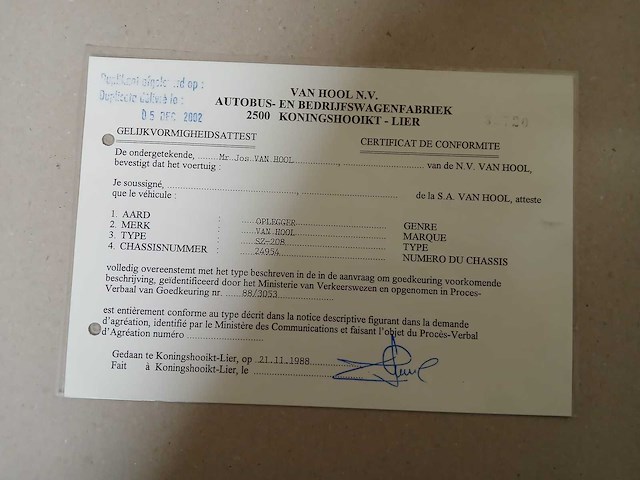 Duplikaat afgeleverd op :
Duplicata délivré le :
05 DEC 2002
VAN HOOL N.V.
AUTOBUS- EN BEDRIJFSWAGENFABRIEK
2500 KONINGSHOOIKT - LIER
GELIJKVORMIGHEIDSATTEST
CERTIFICAT DE CONFORMITE
De ondergetekende, Mr Jos VAN HOOL, van de N.V. VAN HOOL,
bevestigt dat het voertuig :
Je soussigné, , de la S.A. VAN HOOL, atteste
que le véhicule :
1. AARD : OPLEGGER GENRE
2. MERK : VAN HOOL MARQUE
3. TYPE : SZ-208 TYPE
4. CHASSISNUMMER : 24954 NUMERO DU CHASSIS
volledig overeenstemt met het type beschreven in de in de aanvraag om goedkeuring voorkomende
beschrijving, geïdentificeerd door het Ministerie van Verkeerswezen en opgenomen in Proces-
Verbaal van Goedkeuring nr. 88/3053
est entièrement conforme au type décrit dans la notice descriptive figurant dans la demande
d'agréation, identifié par le Ministère des Communications et faisant l'objet du Procès-Verbal
d'Agréation numéro
Gedaan te Koningshooikt-Lier, op 21.11.1988
Fait à Koningshooikt-Lier, le